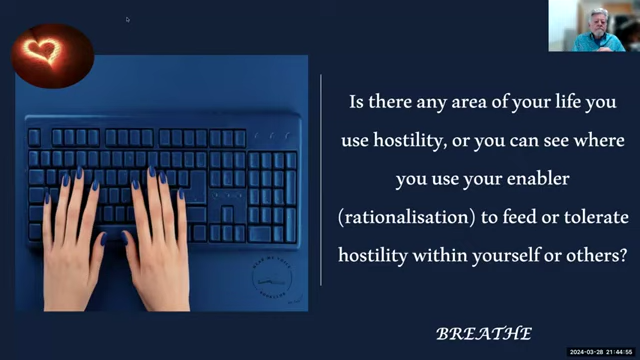 Is there any area of your life you
use hostility, or you can see where
you use your enabler
(rationalisation) to feed or tolerate
hostility within yourself or others?
BREATHE
2024-03-28 21:44:55